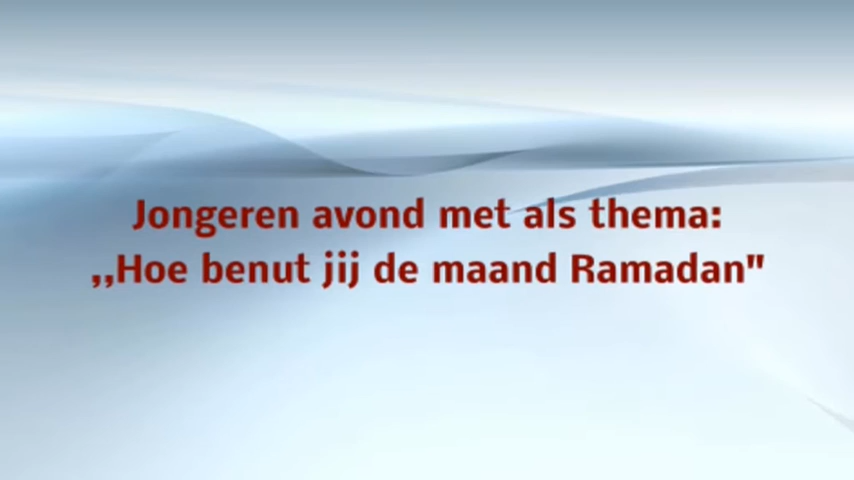 Jongeren avond met als thema:
,,Hoe benut jij de maand Ramadan"